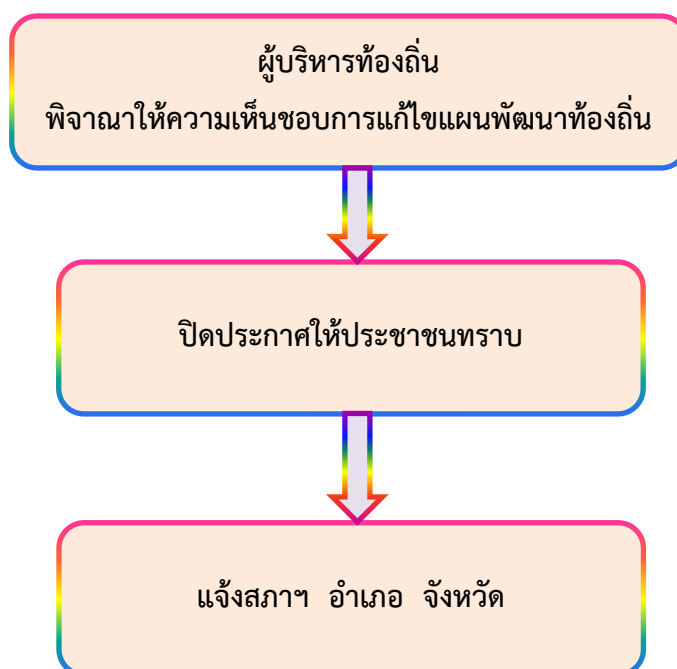 ผู้บริหารท้องถิ่น
พิจาณาให้ความเห็นชอบการแก้ไขแผนพัฒนาท้องถิ่น
ปิดประกาศให้ประชาชนทราบ
แจ้งสภาฯ อำเภอ จังหวัด